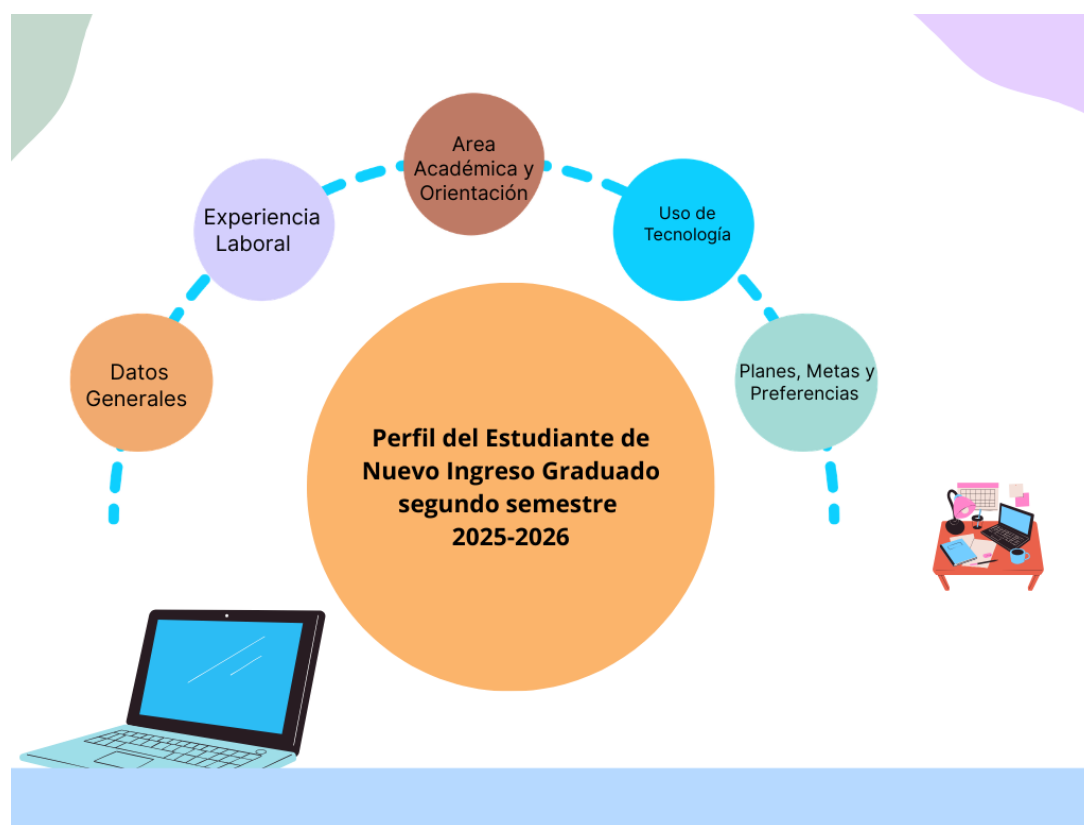 Area
Académica y
Orientación
Experiencia
Laboral
Uso de
Tecnología
Datos
Generales
Planes, Metas y
Preferencias
Perfil del Estudiante de
Nuevo Ingreso Graduado
segundo semestre
2025-2026